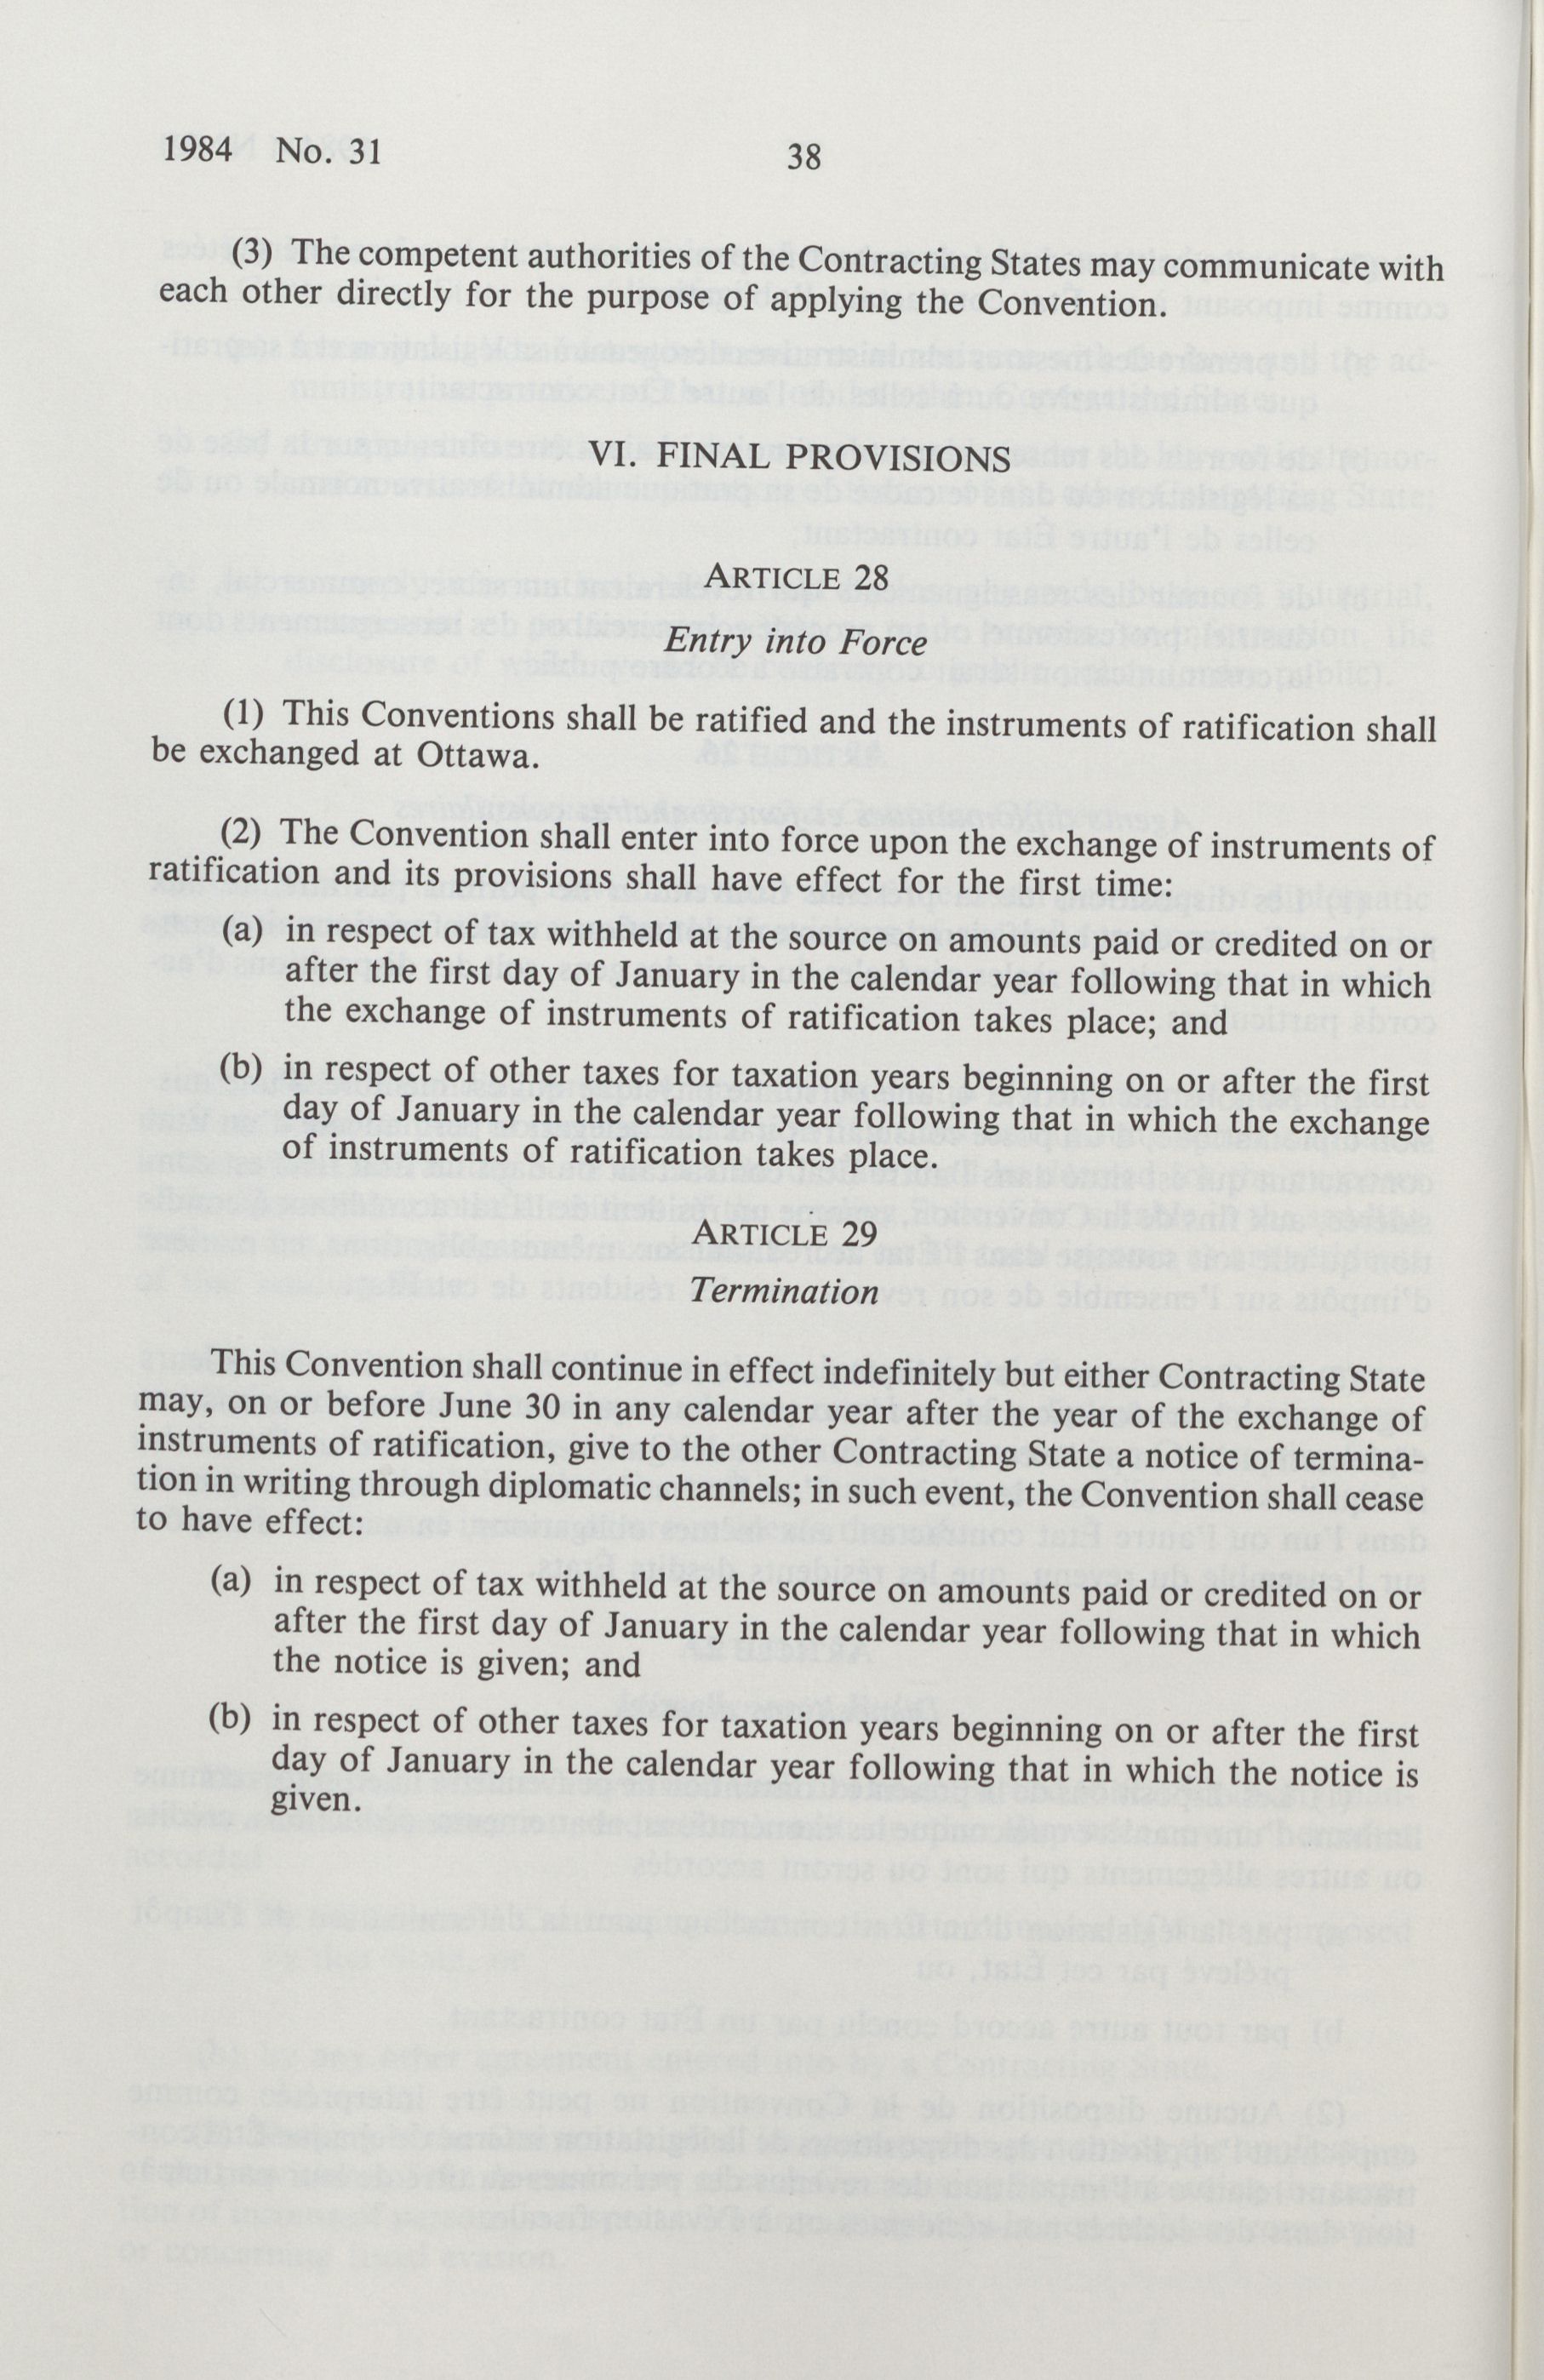 1984 No. 31
38
(3) The competent authorities of the Contracting States may communicate with
each other directly for the purpose of applying the Convention.
VI. FINAL PROVISIONS
ARTICLE 28
Entry into Force
(1) This Conventions shall be ratified and the instruments of ratification shall
be exchanged at Ottawa.
(2) The Convention shall enter into force upon the exchange of instruments of
ratification and its provisions shall have effect for the first time:
(a) in respect of tax withheld at the source on amounts paid or credited on or
after the first day of January in the calendar year following that in which
the exchange of instruments of ratification takes place; and
(b) in respect of other taxes for taxation years beginning on or after the first
day of January in the calendar year following that in which the exchange
of instruments of ratification takes place.
ARTICLE 29
Termination
This Convention shall continue in effect indefinitely but either Contracting State
may, on or before June 30 in any calendar year after the year of the exchange of
instruments of ratification, give to the other Contracting State a notice of termina-
tion in writing through diplomatic channels; in such event, the Convention shall cease
to have effect:
(a) in respect of tax withheld at the source on amounts paid or credited on or
after the first day of January in the calendar year following that in which
the notice is given; and
(b) in respect of other taxes for taxation years beginning on or after the first
day of January in the calendar year following that in which the notice is
given.